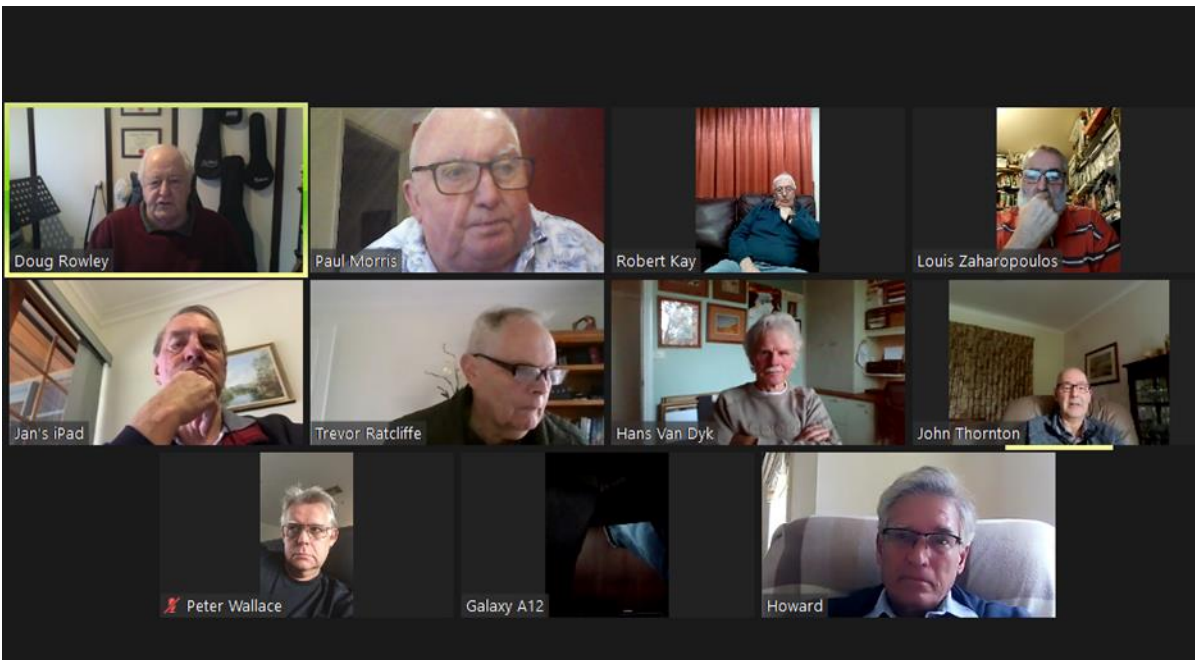 Doug Rowley
Paul Morris
Robert Kay
Louis Zaharopoulos
Jan's iPad
Trevor Ratcliffe
Hans Van Dyk
John Thornton
Peter Wallace
Galaxy A12
Howard